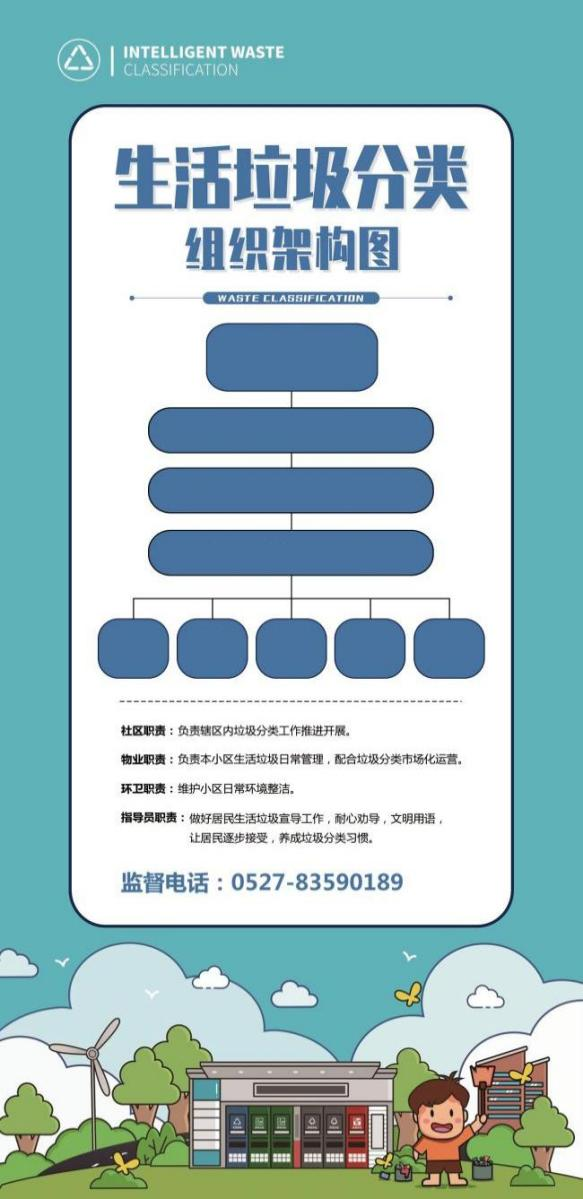 INTELLIGENT WASTE
CLASSIFICATION
生活垃圾分类
组织架构图
WASTE CLASSIFICATION
社区职责：负责辖区内垃圾分类工作推进开展。
物业职责：负责本小区生活垃圾日常管理，配合垃圾分类市场化运营。
环卫职责：维护小区日常环境整洁。
指导员职责：做好居民生活垃圾宣导工作，耐心劝导，文明用语，
让居民逐步接受，养成垃圾分类习惯。
监督电话：0527-83590189